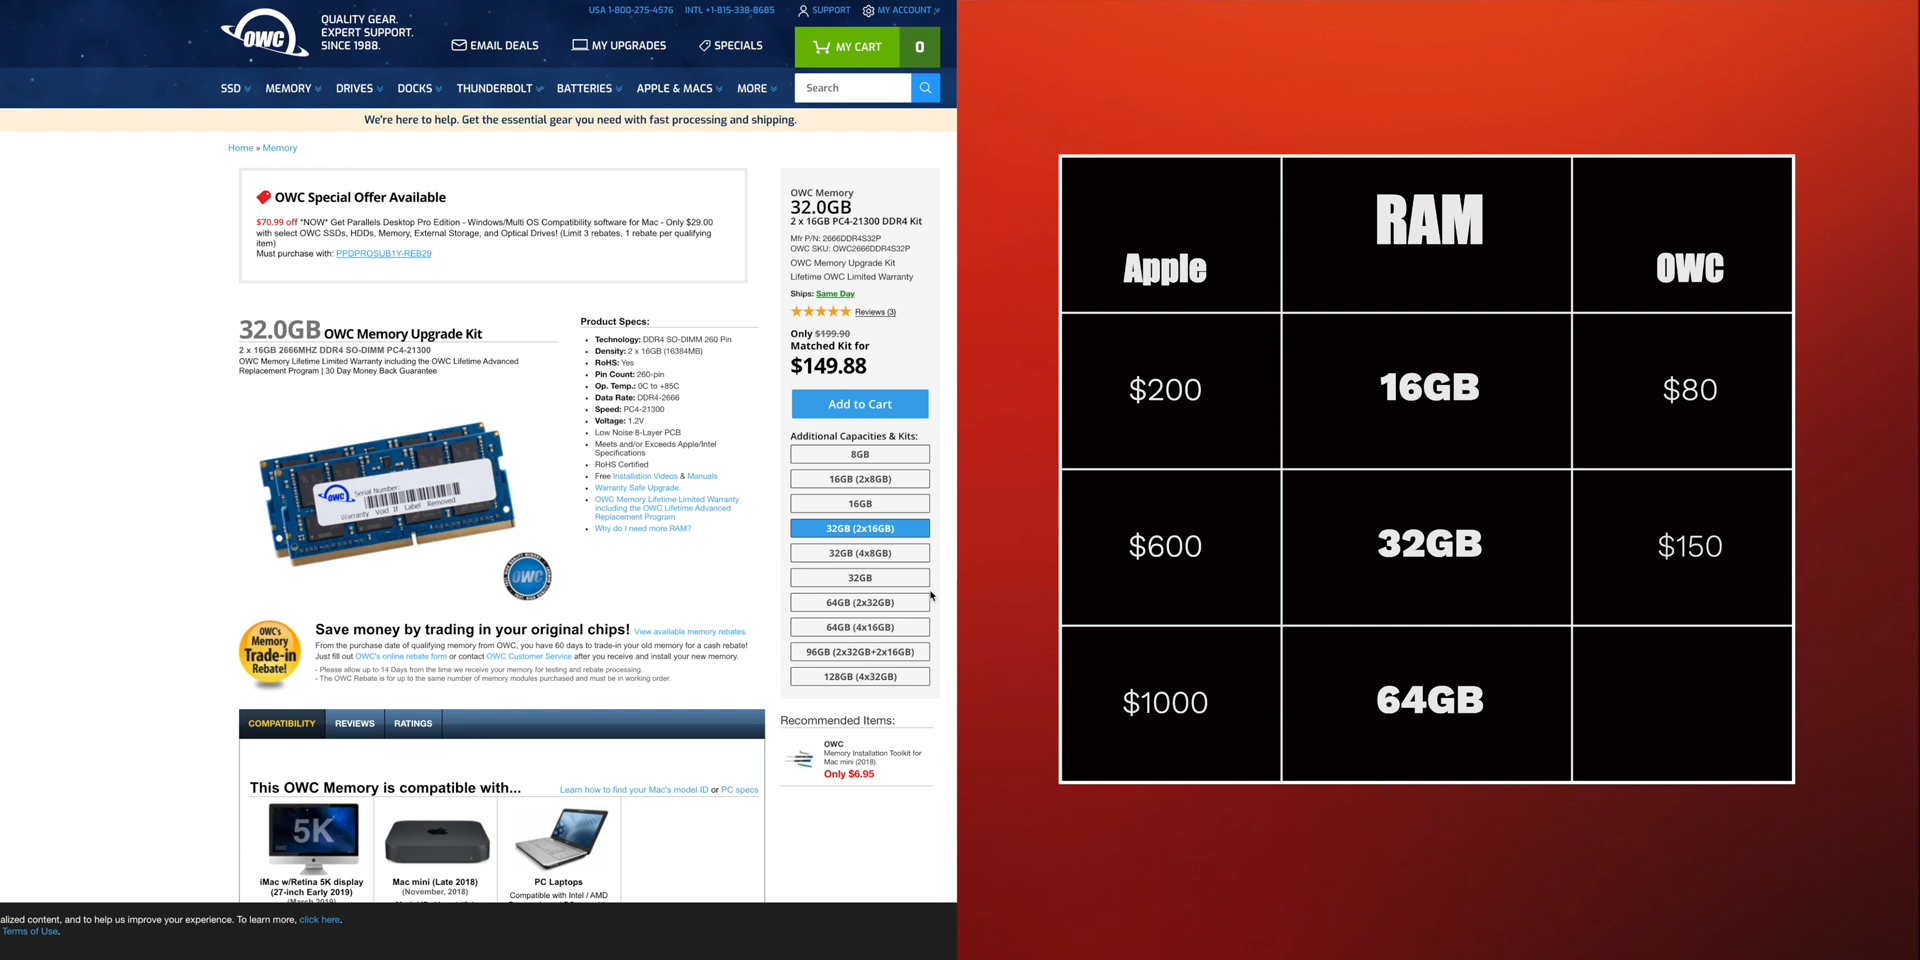 OWC
QUALITY GEAR.
EXPERT SUPPORT.
SINCE 1988.
USA 1-800-275-4576 INTL +1-815-338-8685 SUPPORT MY ACCOUNT
EMAIL DEALS MY UPGRADES SPECIALS MY CART 0
SSD MEMORY DRIVES DOCKS THUNDERBOLT BATTERIES APPLE & MACS MORE Search
We're here to help. Get the essential gear you need with fast processing and shipping.
Home » Memory
OWC Special Offer Available
$70.99 off *NOW* Get Parallels Desktop Pro Edition - Windows/Multi OS Compatibility software for Mac - Only $29.00
with select OWC SSDs, HDDs, Memory, External Storage, and Optical Drives! (Limit 3 rebates, 1 rebate per qualifying
item)
Must purchase with: PPDPROSUB1Y-REB29
32.0GB OWC Memory Upgrade Kit
2 x 16GB 2666MHZ DDR4 SO-DIMM PC4-21300
OWC Memory Lifetime Limited Warranty including the OWC Lifetime Advanced
Replacement Program | 30 Day Money Back Guarantee
OWC
Serial Number:
Warranty Void If Label Removed
OWC
Product Specs:
Technology: DDR4 SO-DIMM 260 Pin
Density: 2 x 16GB (16384MB)
RoHS: Yes
Pin Count: 260-pin
Op. Temp.: 0C to +85C
Data Rate: DDR4-2666
Speed: PC4-21300
Voltage: 1.2V
Low Noise 8-Layer PCB
Meets and/or Exceeds Apple/Intel
Specifications
RoHS Certified
Free Installation Videos & Manuals
Warranty Safe Upgrade.
OWC Memory Lifetime Limited Warranty
including the OWC Lifetime Advanced
Replacement Program
Why do I need more RAM?
OWC Memory
32.0GB
2 x 16GB PC4-21300 DDR4 Kit
Mfr P/N: 2666DDR4S32P
OWC SKU: OWC2666DDR4S32P
OWC Memory Upgrade Kit
Lifetime OWC Limited Warranty
Ships: Same Day
Reviews (3)
Only $199.90
Matched Kit for
$149.88
Add to Cart
Additional Capacities & Kits:
8GB
16GB (2x8GB)
16GB
32GB (2x16GB)
32GB (4x8GB)
32GB
64GB (2x32GB)
64GB (4x16GB)
96GB (2x32GB+2x16GB)
128GB (4x32GB)
OWC's
Memory
Trade-in
Rebate!
Save money by trading in your original chips! View available memory rebates.
From the purchase date of qualifying memory from OWC, you have 60 days to trade-in your old memory for a cash rebate!
Just fill out OWC's online rebate form or contact OWC Customer Service after you receive and install your new memory.
- Please allow up to 14 Days from the time we receive your memory for testing and rebate processing.
- The OWC Rebate is for up to the same number of memory modules purchased and must be in working order.
COMPATIBILITY REVIEWS RATINGS
This OWC Memory is compatible with... Learn how to find your Mac's model ID or PC specs
5K
iMac w/Retina 5K display
(27-inch Early 2019)
(March 2019)
Mac mini (Late 2018)
(November, 2018)
PC Laptops
Compatible with Intel / AMD
Recommended Items:
OWC
Memory Installation Toolkit for
Mac mini (2018).
Only $6.95
alized content, and to help us improve your experience. To learn more, click here.
Terms of Use.
Apple RAM OWC
$200 16GB $80
$600 32GB $150
$1000 64GB